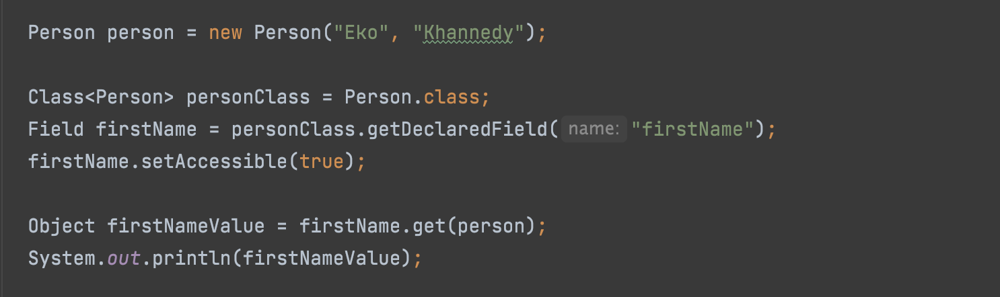 Person person = new Person("Eko", "Khannedy");
Class<Person> personClass = Person.class;
Field firstName = personClass.getDeclaredField( name: "firstName");
firstName.setAccessible(true);
Object firstNameValue = firstName.get(person);
System.out.println(firstNameValue);